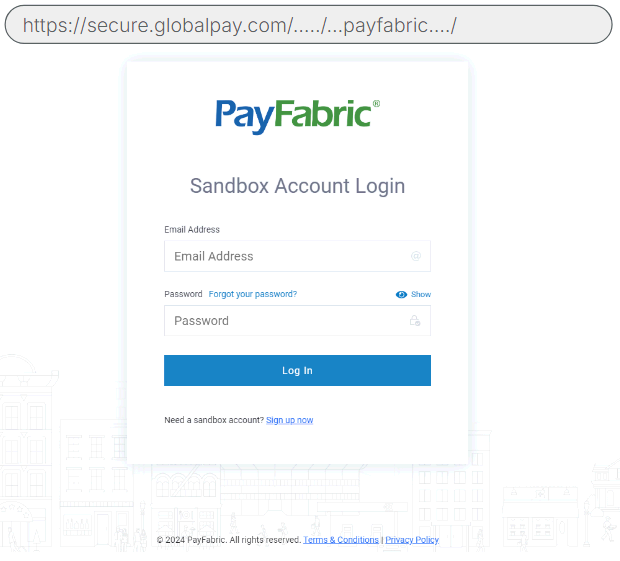 https://secure.globalpay.com/...../...payfabric..../
PayFabric®
Sandbox Account Login
Email Address
Email Address
Password Forgot your password? Show
Password
Log In
Need a sandbox account? Sign up now
© 2024 PayFabric. All rights reserved. Terms & Conditions | Privacy Policy